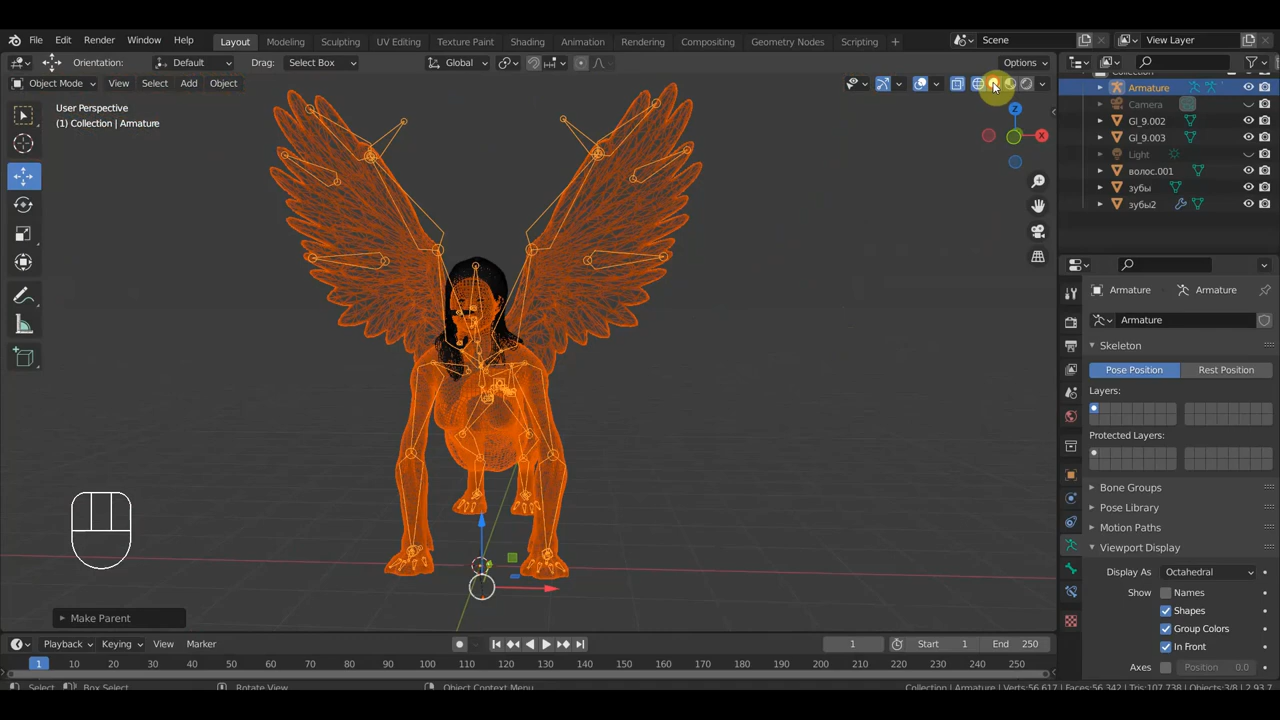 File Edit Render Window Help Layout Modeling Sculpting UV Editing Texture Paint Shading Animation Rendering Compositing Geometry Nodes Scripting + Scene View Layer
Orientation: Default Drag: Select Box Global Options
Object Mode View Select Add Object
User Perspective
(1) Collection | Armature
Z
X
Collection
Armature
Camera
GI_9.002
GI_9.003
Light
волос.001
зубы
зубы2
Armature Armature
Armature
Skeleton
Pose Position Rest Position
Layers:
Protected Layers:
Bone Groups
Pose Library
Motion Paths
Viewport Display
Display As Octahedral
Show Names
Shapes
Group Colors
In Front
Axes Position 0.0
Make Parent
Playback Keying View Marker 1 Start 1 End 250
1 10 20 30 40 50 60 70 80 90 100 110 120 130 140 150 160 170 180 190 200 210 220 230 240 250
Select Box Select Rotate View Object Context Menu Collection | Armature | Verts:56,617 | Faces:56,342 | Tris:107,738 | Objects:3/8 | 2.93.7